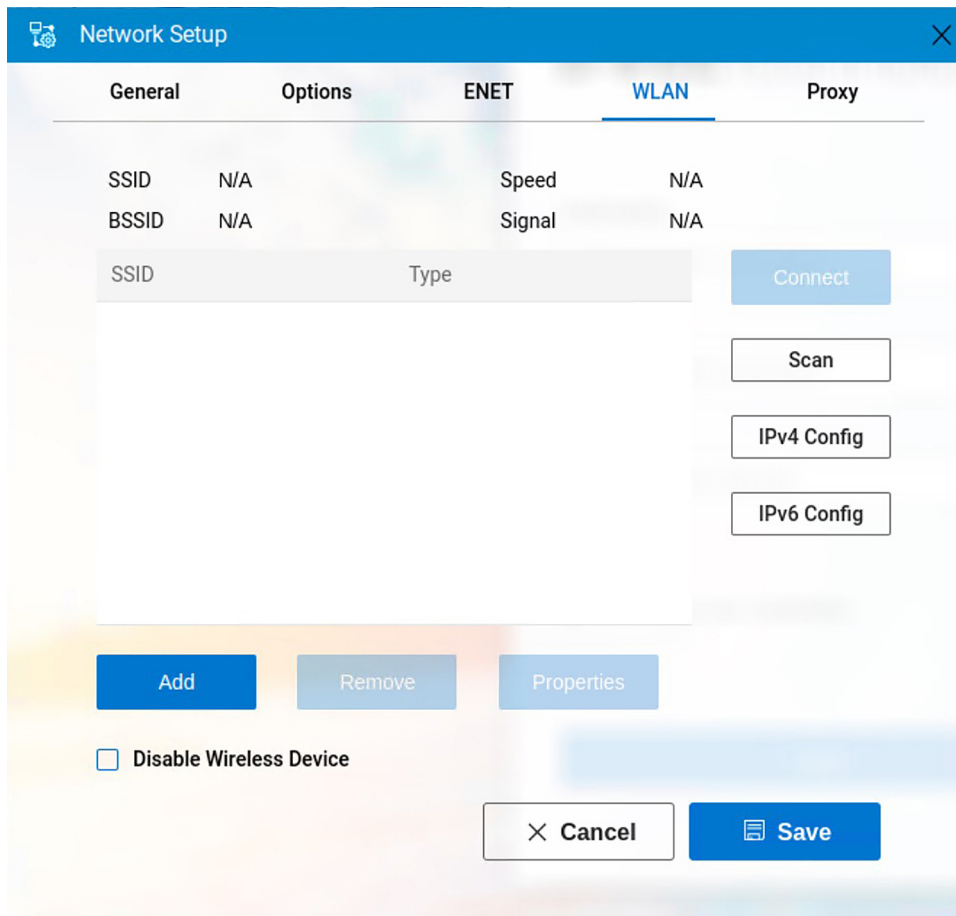 Network Setup
General Options ENET WLAN Proxy
SSID N/A Speed N/A
BSSID N/A Signal N/A
SSID Type Connect
Scan
IPv4 Config
IPv6 Config
Add Remove Properties
Disable Wireless Device
Cancel Save